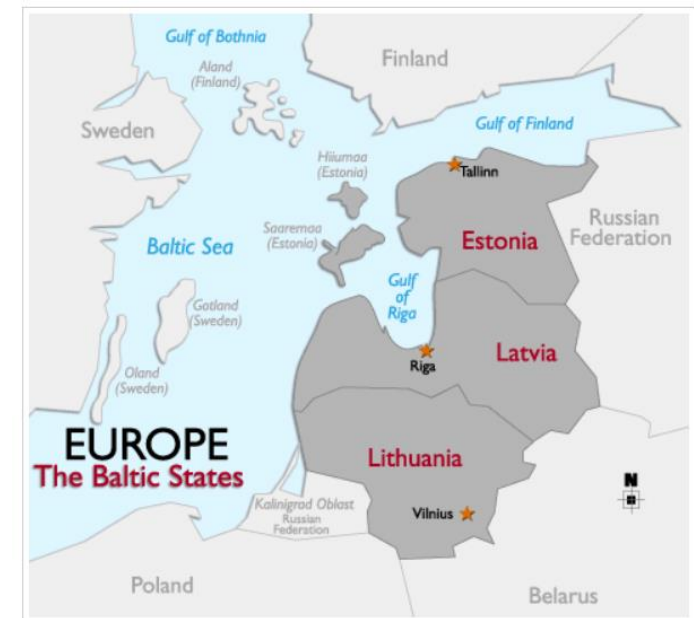 Gulf of Bothnia
Aland
(Finland)
Finland
Sweden
Gulf of Finland
Hiiumaa
(Estonia)
Tallinn
Saaremaa
(Estonia)
Russian
Federation
Estonia
Baltic Sea
Gulf
of
Riga
Gotland
(Sweden)
Latvia
Riga
Oland
(Sweden)
EUROPE
The Baltic States
Lithuania
N
Kalinigrad Oblast
Russian
Federation
Vilnius
Poland
Belarus